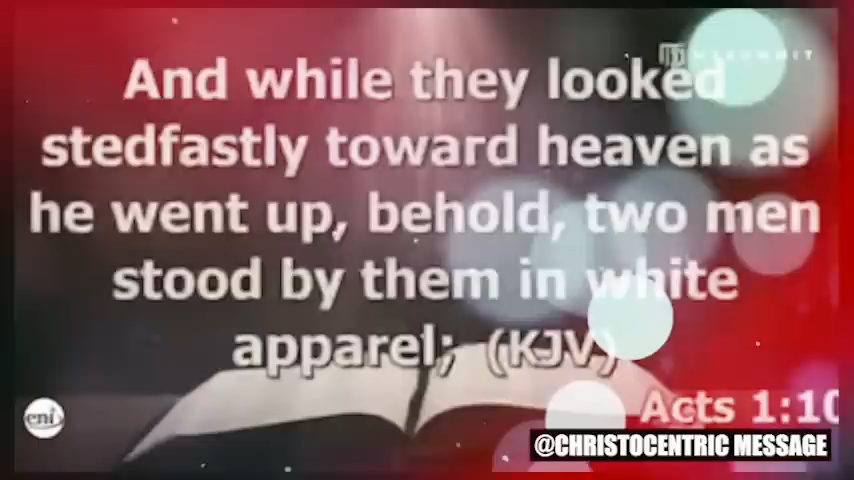 And while they looked
stedfastly toward heaven as
he went up, behold, two men
stood by them in white
apparel; (KJV)
Acts 1:10
eni
@CHRISTOCENTRIC MESSAGE